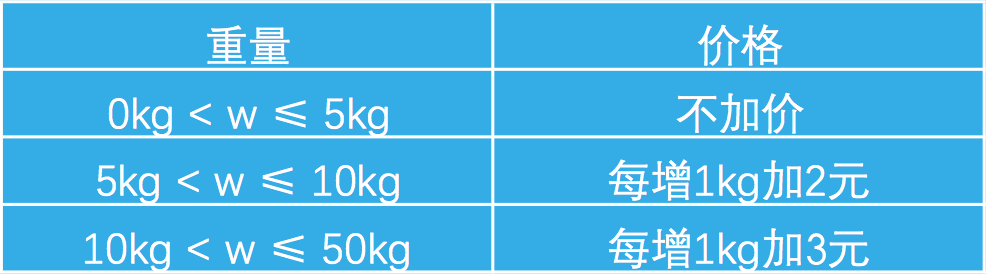 重量 价格
0kg < w ⩽ 5kg 不加价
5kg < w ⩽ 10kg 每增1kg加2元
10kg < w ⩽ 50kg 每增1kg加3元